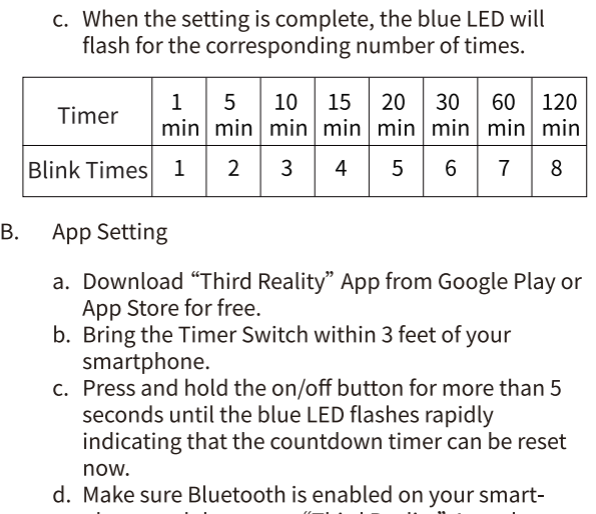 c. When the setting is complete, the blue LED will
flash for the corresponding number of times.
Timer 1 min 5 min 10 min 15 min 20 min 30 min 60 min 120 min
Blink Times 1 2 3 4 5 6 7 8
B. App Setting
a. Download “Third Reality” App from Google Play or
App Store for free.
b. Bring the Timer Switch within 3 feet of your
smartphone.
c. Press and hold the on/off button for more than 5
seconds until the blue LED flashes rapidly
indicating that the countdown timer can be reset
now.
d. Make sure Bluetooth is enabled on your smart-